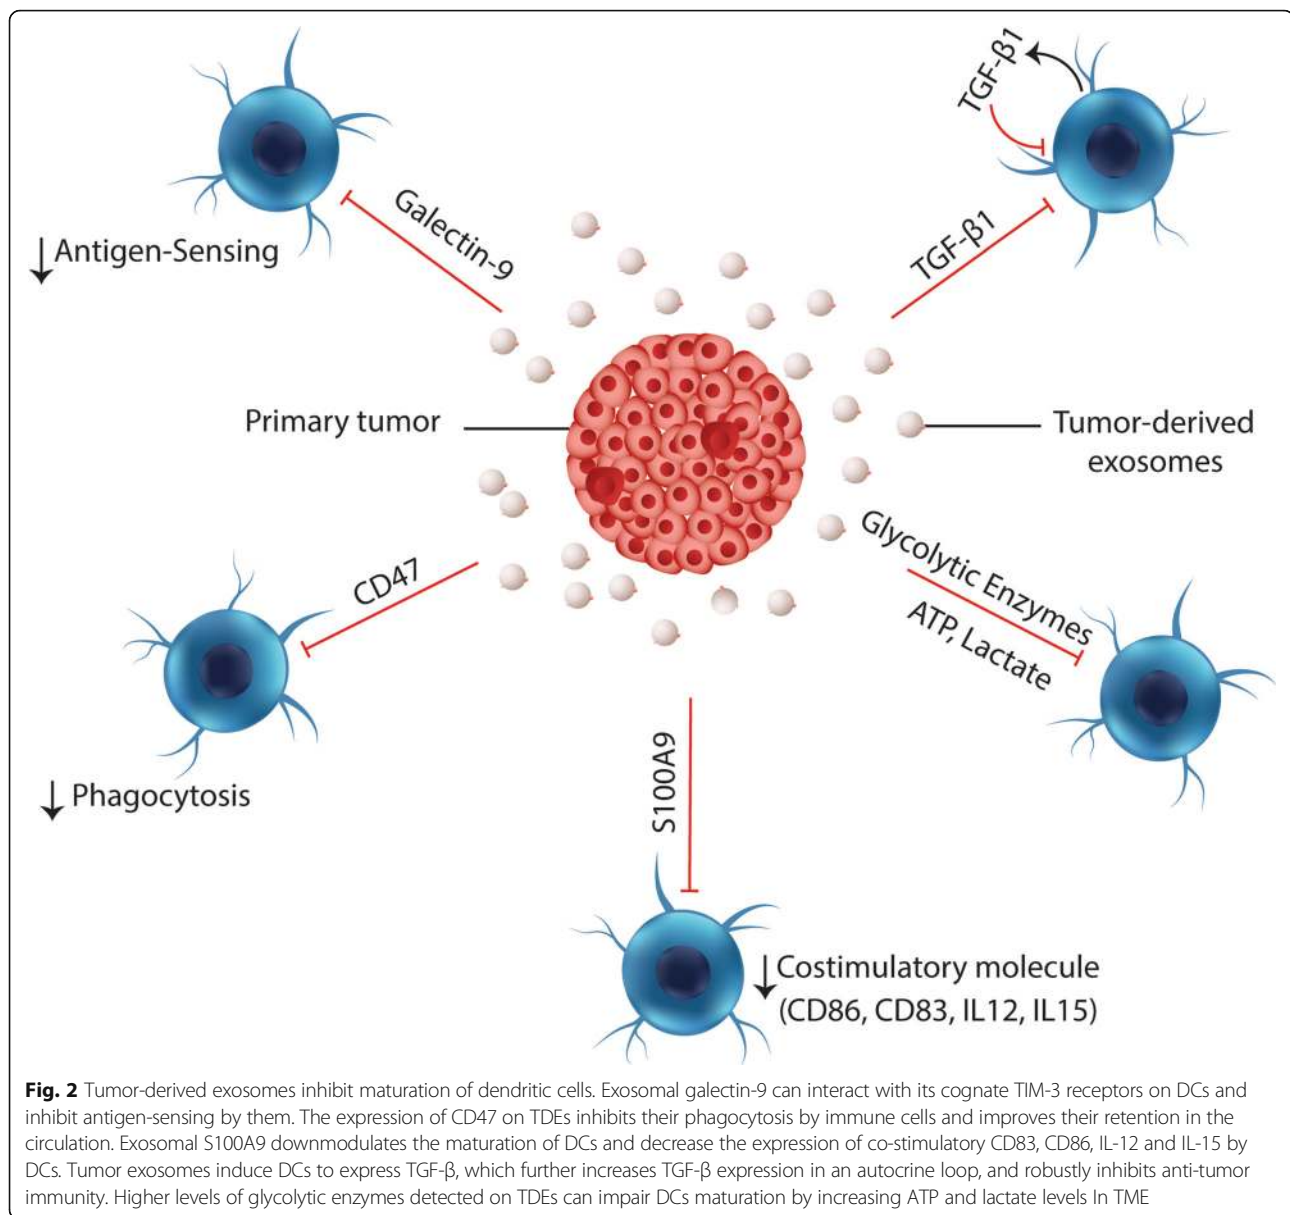 TGF-β1
Galectin-9
TGF-β1
↓ Antigen-Sensing
Primary tumor
Tumor-derived
exosomes
Glycolytic Enzymes
ATP, Lactate
CD47
↓ Phagocytosis
S100A9
↓ Costimulatory molecule
(CD86, CD83, IL12, IL15)
Fig. 2 Tumor-derived exosomes inhibit maturation of dendritic cells. Exosomal galectin-9 can interact with its cognate TIM-3 receptors on DCs and
inhibit antigen-sensing by them. The expression of CD47 on TDEs inhibits their phagocytosis by immune cells and improves their retention in the
circulation. Exosomal S100A9 downmodulates the maturation of DCs and decrease the expression of co-stimulatory CD83, CD86, IL-12 and IL-15 by
DCs. Tumor exosomes induce DCs to express TGF-β, which further increases TGF-β expression in an autocrine loop, and robustly inhibits anti-tumor
immunity. Higher levels of glycolytic enzymes detected on TDEs can impair DCs maturation by increasing ATP and lactate levels In TME